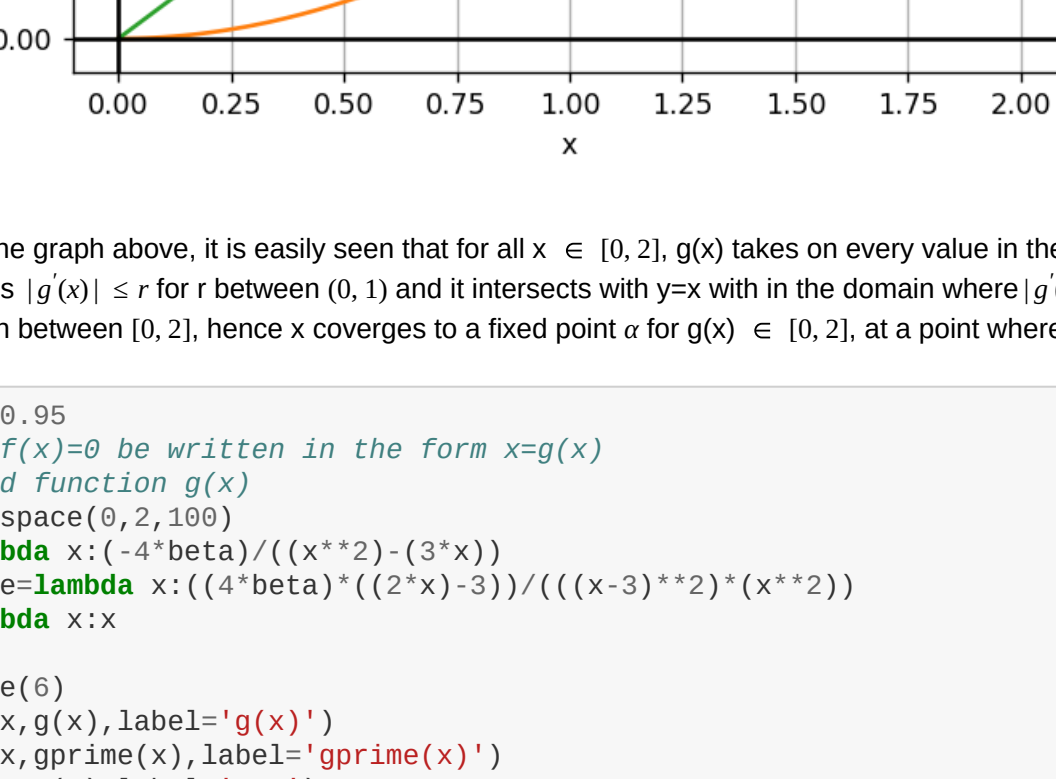 0.00
0.00 0.25 0.50 0.75 1.00 1.25 1.50 1.75 2.00
x
he graph above, it is easily seen that for all x ∈ [0, 2], g(x) takes on every value in the
s |g′(x)| ≤ r for r between (0, 1) and it intersects with y=x with in the domain where |g′
n between [0, 2], hence x coverges to a fixed point α for g(x) ∈ [0, 2], at a point where
0.95
f(x)=0 be written in the form x=g(x)
d function g(x)
space(0,2,100)
bda x:(-4*beta)/((x**2)-(3*x))
e=lambda x:((4*beta)*((2*x)-3))/(((x-3)**2)*(x**2))
bda x:x
e(6)
x,g(x),label='g(x)')
x,gprime(x),label='gprime(x)')